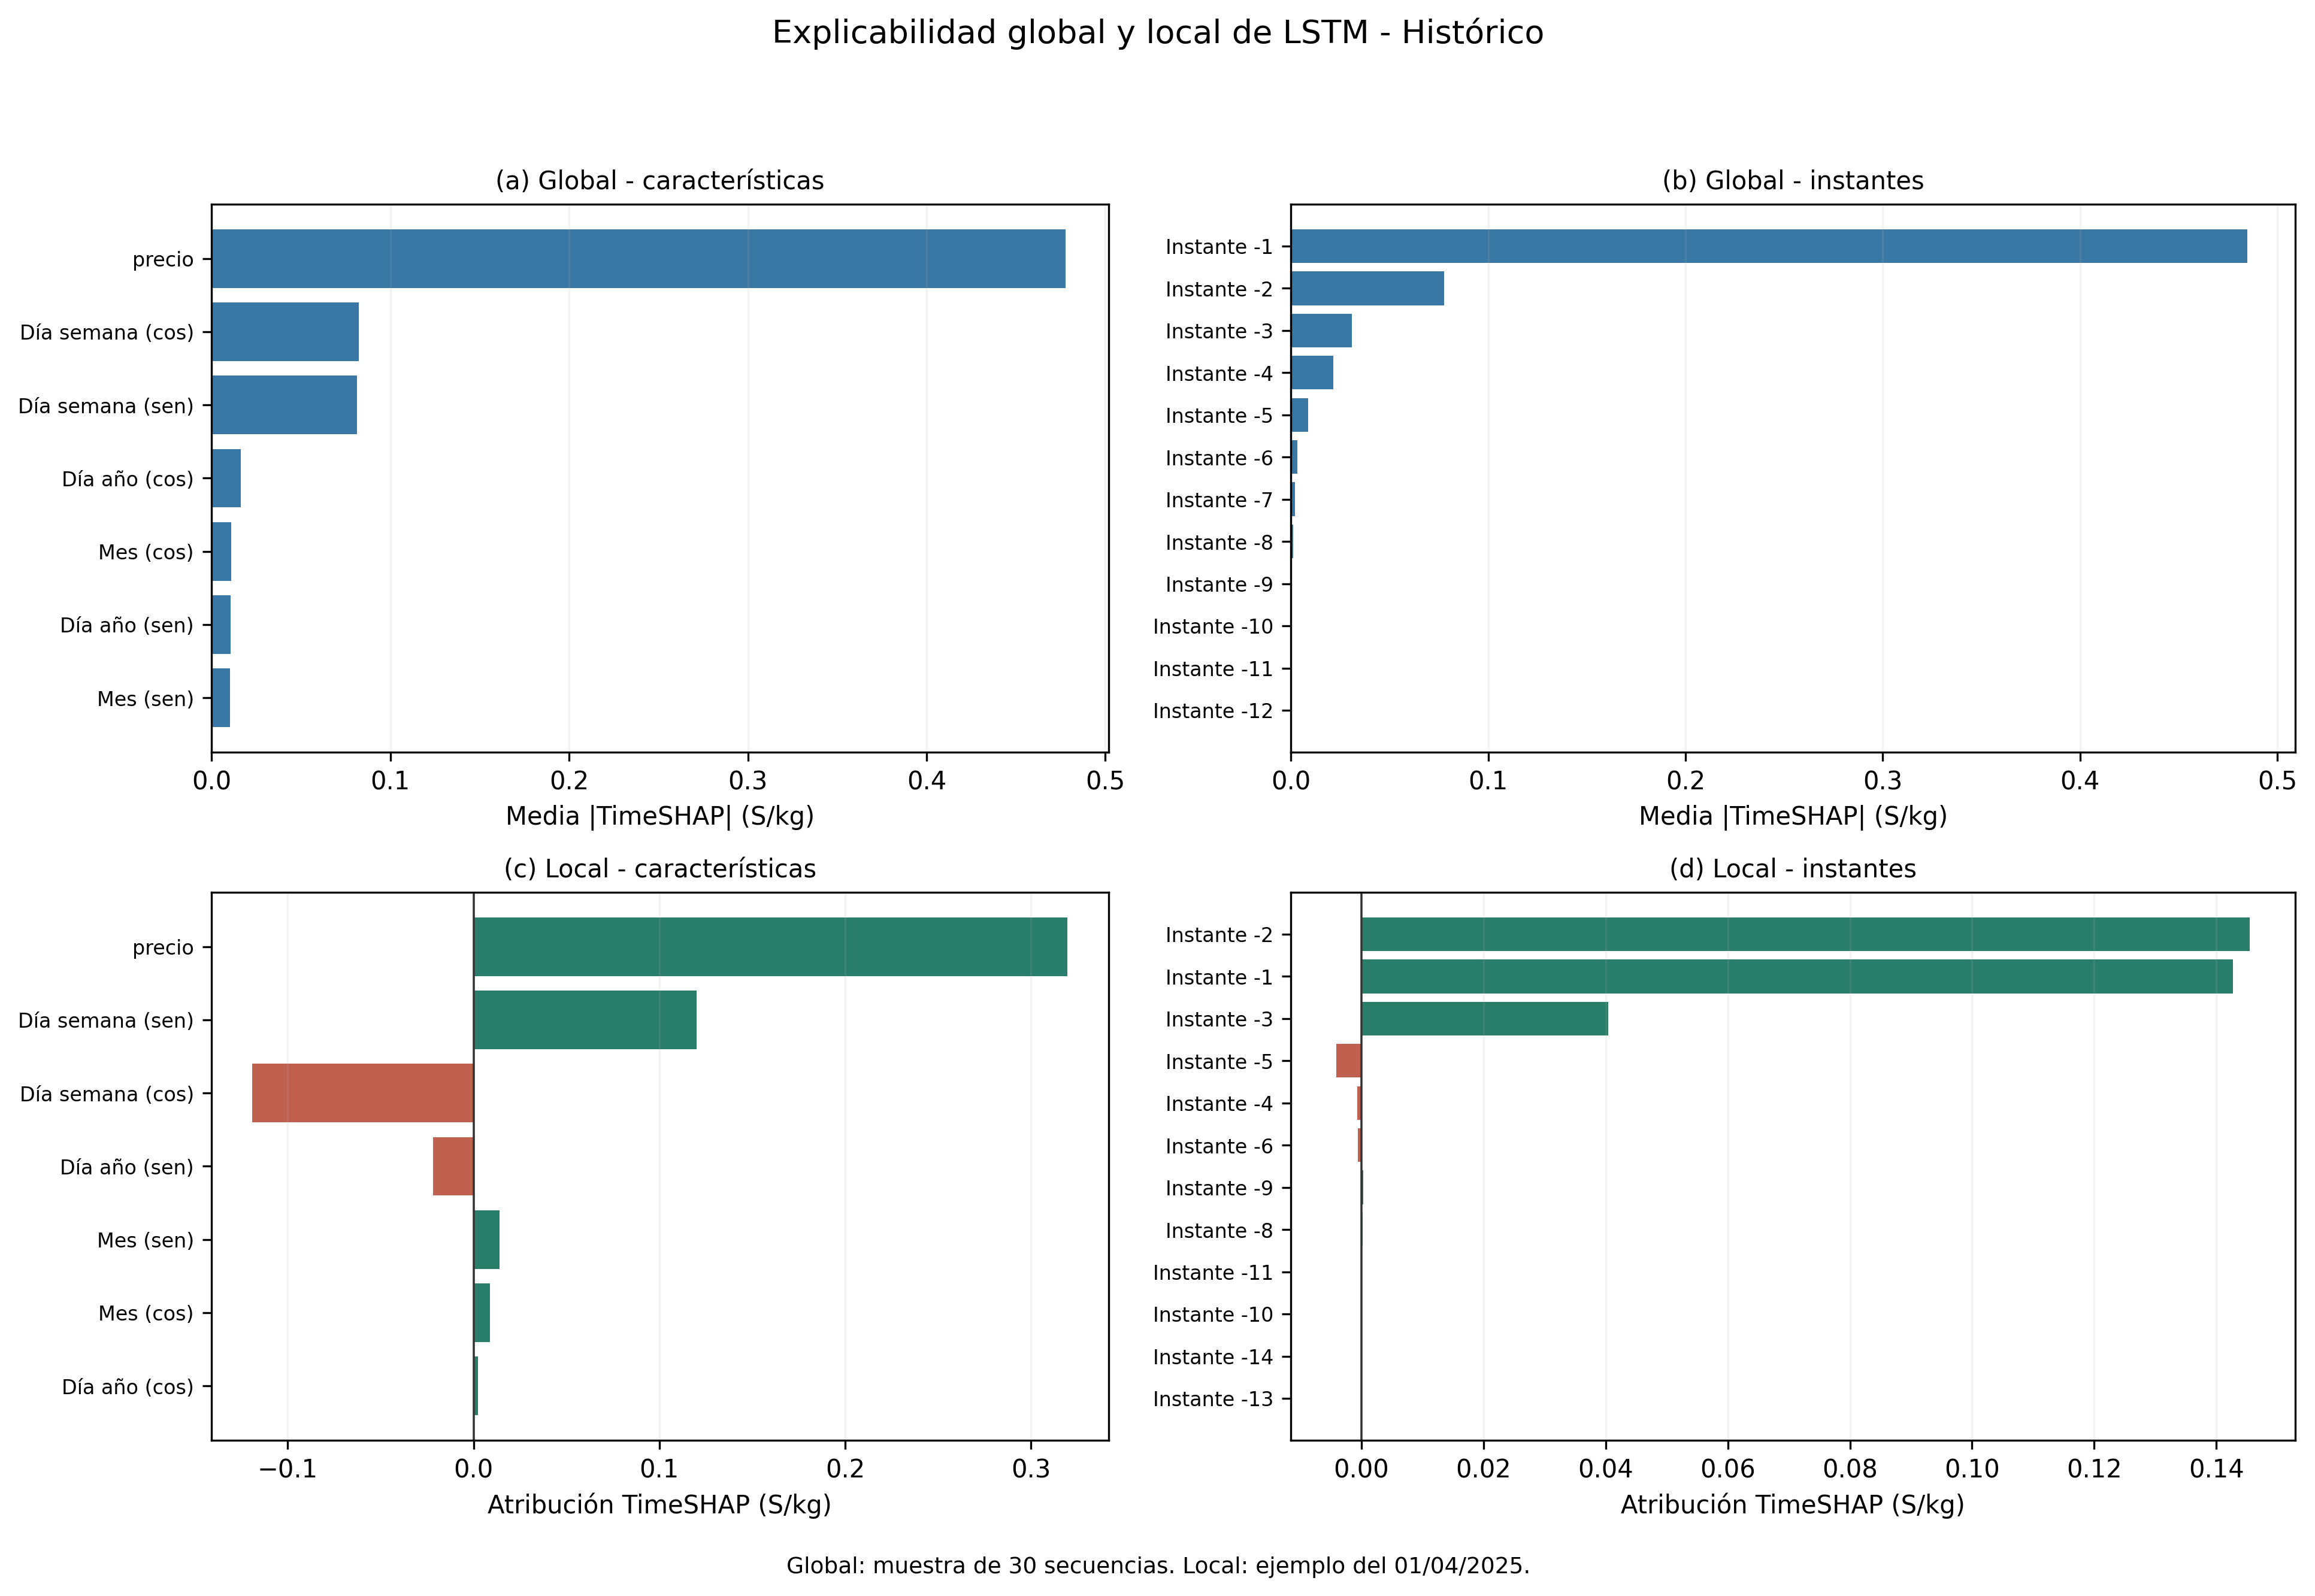 Explicabilidad global y local de LSTM - Histórico
(a) Global - características
precio
Día semana (cos)
Día semana (sen)
Día año (cos)
Mes (cos)
Día año (sen)
Mes (sen)
0.0 0.1 0.2 0.3 0.4 0.5
Media |TimeSHAP| (S/kg)
(b) Global - instantes
Instante -1
Instante -2
Instante -3
Instante -4
Instante -5
Instante -6
Instante -7
Instante -8
Instante -9
Instante -10
Instante -11
Instante -12
0.0 0.1 0.2 0.3 0.4 0.5
Media |TimeSHAP| (S/kg)
(c) Local - características
precio
Día semana (sen)
Día semana (cos)
Día año (sen)
Mes (sen)
Mes (cos)
Día año (cos)
−0.1 0.0 0.1 0.2 0.3
Atribución TimeSHAP (S/kg)
(d) Local - instantes
Instante -2
Instante -1
Instante -3
Instante -5
Instante -4
Instante -6
Instante -9
Instante -8
Instante -11
Instante -10
Instante -14
Instante -13
0.00 0.02 0.04 0.06 0.08 0.10 0.12 0.14
Atribución TimeSHAP (S/kg)
Global: muestra de 30 secuencias. Local: ejemplo del 01/04/2025.